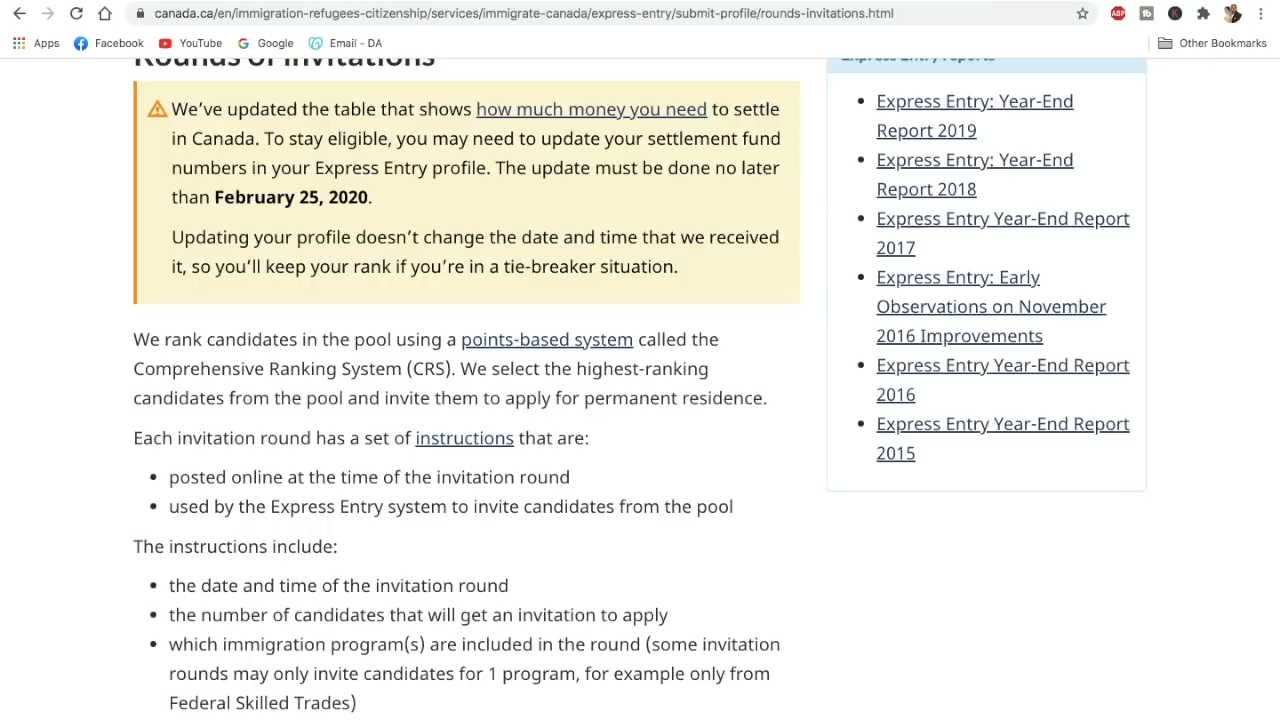 canada.ca/en/immigration-refugees-citizenship/services/immigrate-canada/express-entry/submit-profile/rounds-invitations.html
ABP
Apps
Facebook
YouTube
Google
Email - DA
Other Bookmarks
Rounds of invitations
We’ve updated the table that shows how much money you need to settle
in Canada. To stay eligible, you may need to update your settlement fund
numbers in your Express Entry profile. The update must be done no later
than February 25, 2020.
Updating your profile doesn’t change the date and time that we received
it, so you’ll keep your rank if you’re in a tie-breaker situation.
We rank candidates in the pool using a points-based system called the
Comprehensive Ranking System (CRS). We select the highest-ranking
candidates from the pool and invite them to apply for permanent residence.
Each invitation round has a set of instructions that are:
posted online at the time of the invitation round
used by the Express Entry system to invite candidates from the pool
The instructions include:
the date and time of the invitation round
the number of candidates that will get an invitation to apply
which immigration program(s) are included in the round (some invitation
rounds may only invite candidates for 1 program, for example only from
Federal Skilled Trades)
Express Entry reports
Express Entry: Year-End
Report 2019
Express Entry: Year-End
Report 2018
Express Entry Year-End Report
2017
Express Entry: Early
Observations on November
2016 Improvements
Express Entry Year-End Report
2016
Express Entry Year-End Report
2015